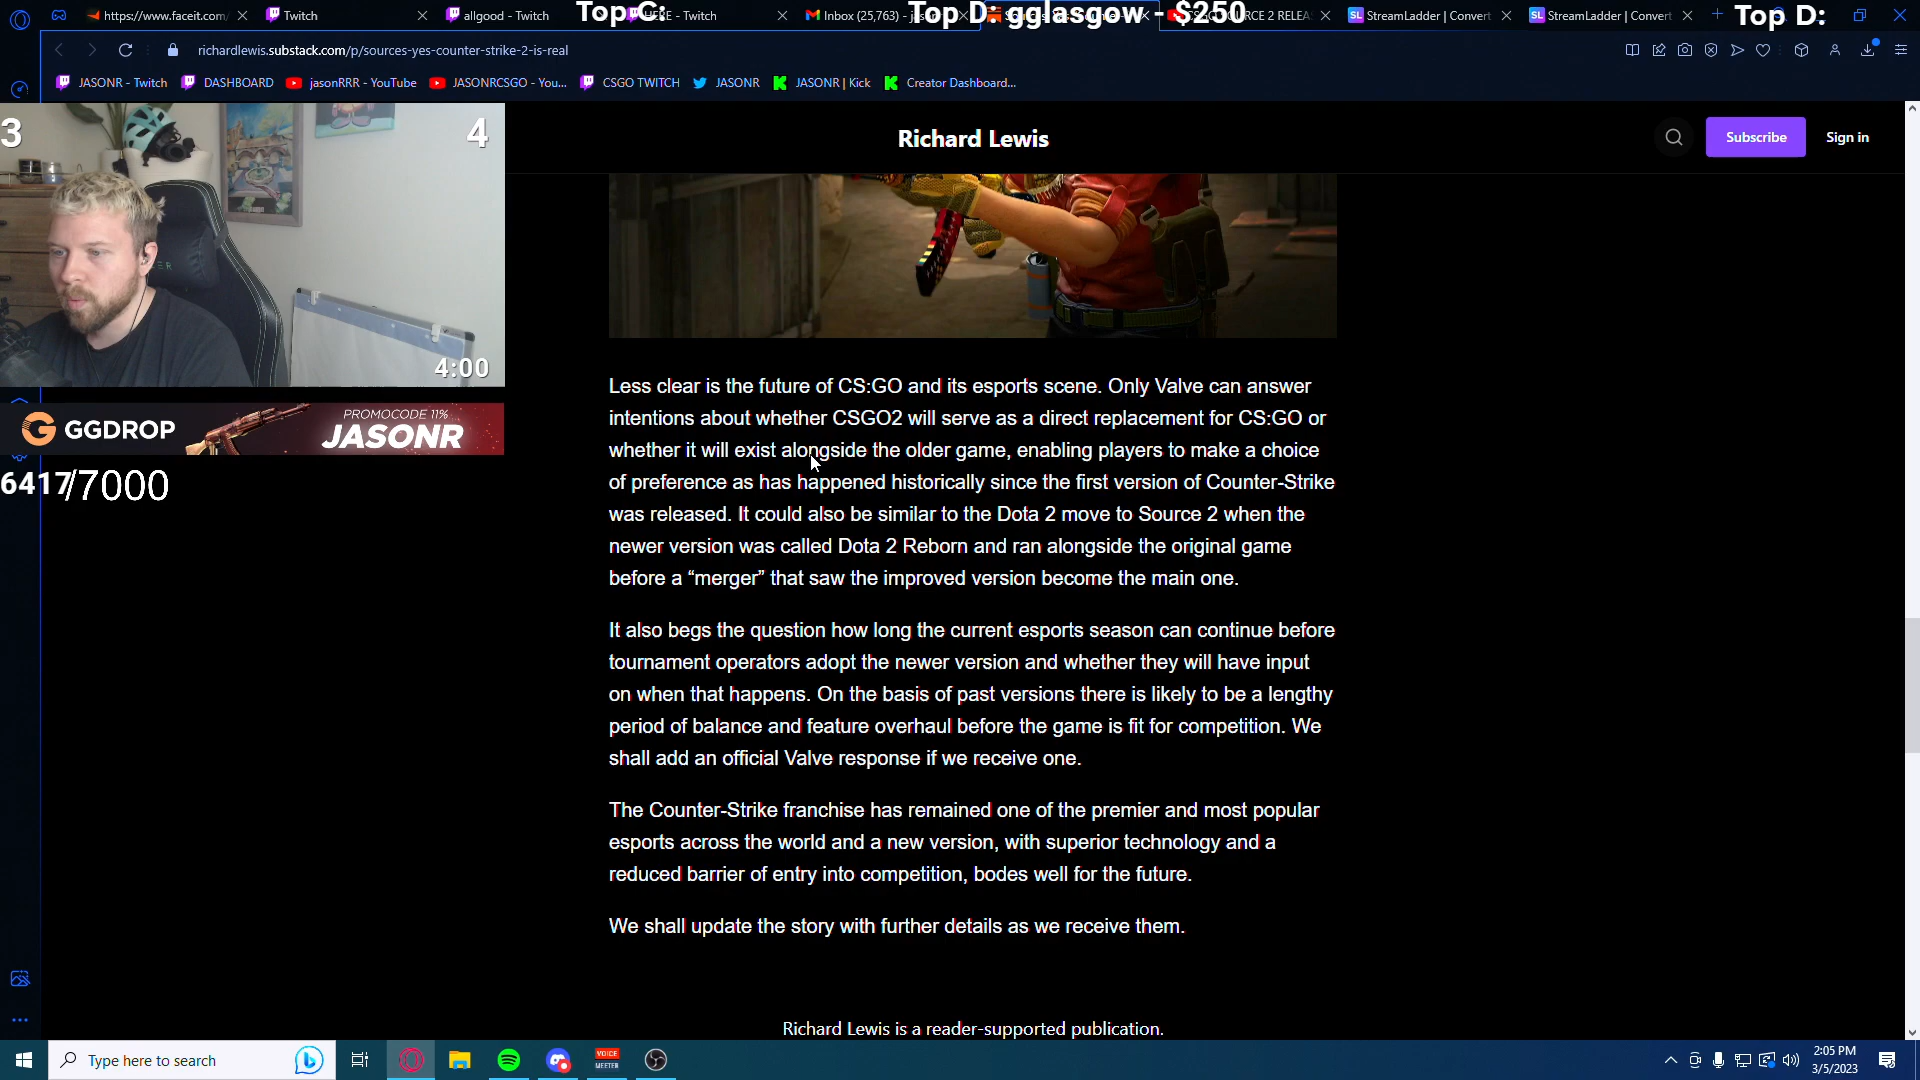 https://www.faceit.com/
Twitch
allgood - Twitch
Top C:
HERE - Twitch
Inbox (25,763) - jason
Top D: gglasgow - $250
StreamLadder | Convert
StreamLadder | Convert
Top D:
richardlewis.substack.com/p/sources-yes-counter-strike-2-is-real
JASONR - Twitch
DASHBOARD
jasonRRR - YouTube
JASONRCSGO - You...
CSGO TWITCH
JASONR
JASONR | Kick
Creator Dashboard...
3
4
4:00
Richard Lewis
Subscribe
Sign in
GGDROP
PROMOCODE 11%
JASONR
6417/7000
Less clear is the future of CS:GO and its esports scene. Only Valve can answer
intentions about whether CSGO2 will serve as a direct replacement for CS:GO or
whether it will exist alongside the older game, enabling players to make a choice
of preference as has happened historically since the first version of Counter-Strike
was released. It could also be similar to the Dota 2 move to Source 2 when the
newer version was called Dota 2 Reborn and ran alongside the original game
before a “merger” that saw the improved version become the main one.
It also begs the question how long the current esports season can continue before
tournament operators adopt the newer version and whether they will have input
on when that happens. On the basis of past versions there is likely to be a lengthy
period of balance and feature overhaul before the game is fit for competition. We
shall add an official Valve response if we receive one.
The Counter-Strike franchise has remained one of the premier and most popular
esports across the world and a new version, with superior technology and a
reduced barrier of entry into competition, bodes well for the future.
We shall update the story with further details as we receive them.
Richard Lewis is a reader-supported publication.
Type here to search
VOICE
MEETER
2:05 PM
3/5/2023